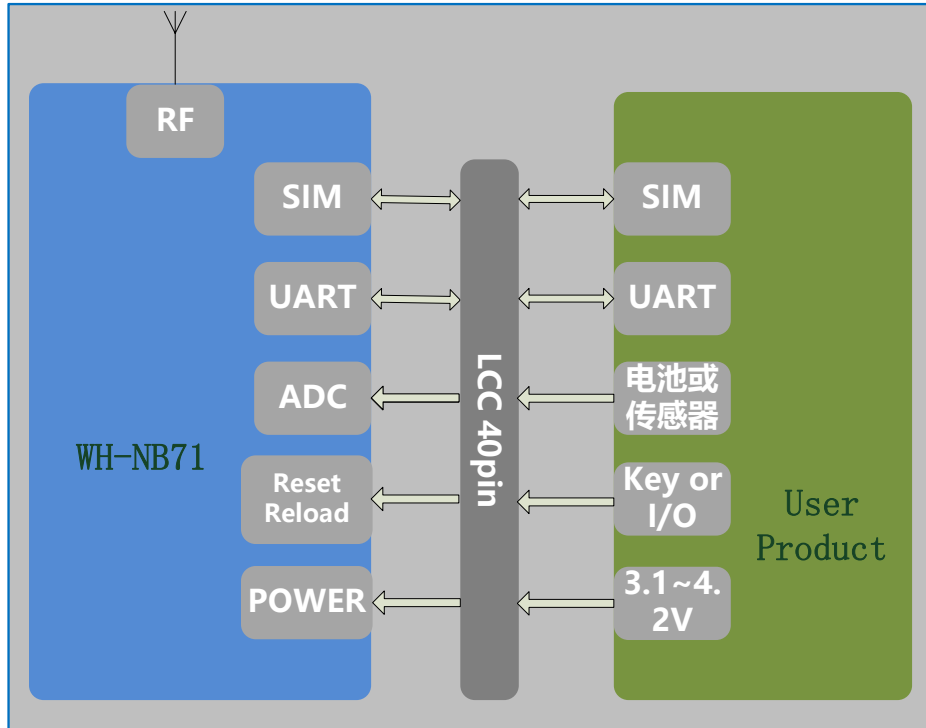 RF
SIM
UART
ADC
Reset
Reload
POWER
WH-NB71
LCC 40pin
SIM
UART
电池或
传感器
Key or
I/O
3.1~4.
2V
User
Product